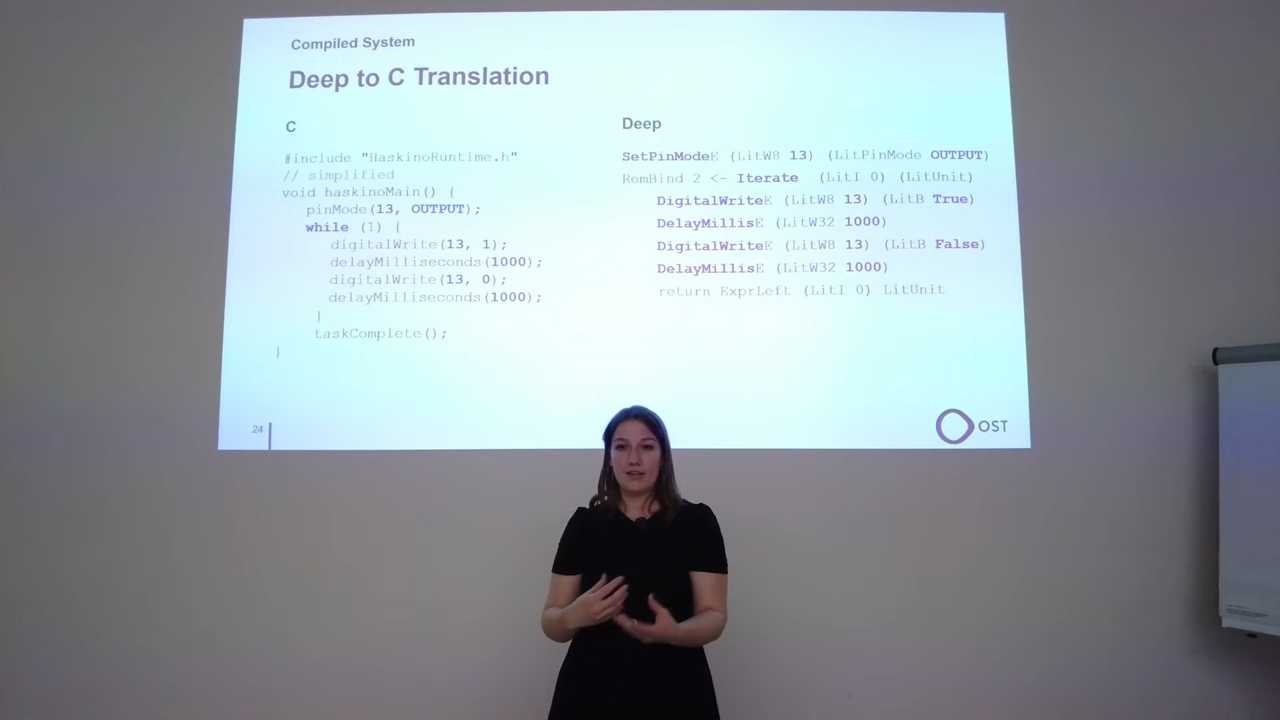 Compiled System
Deep to C Translation
C
#include "HaskinoRuntime.h"
// simplified
void haskinoMain() {
pinMode(13, OUTPUT);
while (1) {
digitalWrite(13, 1);
delayMilliseconds(1000);
digitalWrite(13, 0);
delayMilliseconds(1000);
}
taskComplete();
}
Deep
SetPinModeE (LitW8 13) (LitPinMode OUTPUT)
RemBind 2 <- Iterate (LitI 0) (LitUnit)
DigitalWriteE (LitW8 13) (LitB True)
DelayMillisE (LitW32 1000)
DigitalWriteE (LitW8 13) (LitB False)
DelayMillisE (LitW32 1000)
return ExprLeft (LitI 0) LitUnit
24
OST